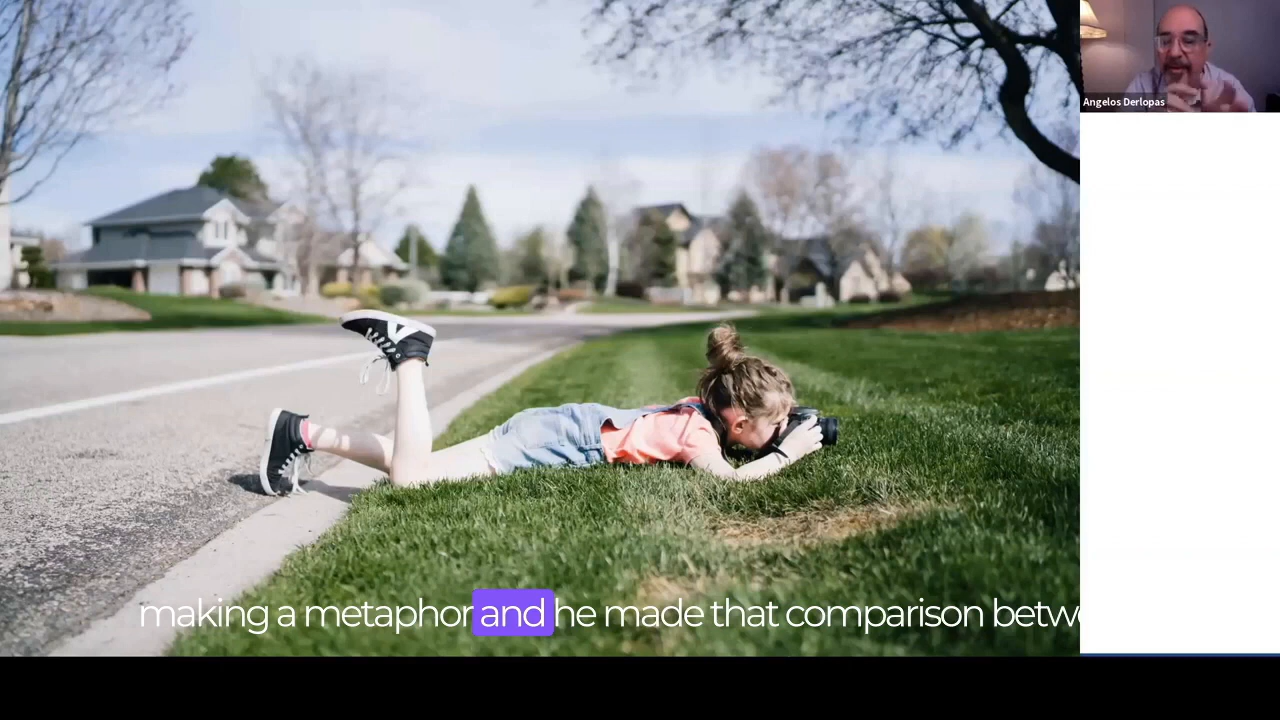 Angelos Derlopas
making a metaphor and he made that comparison betw